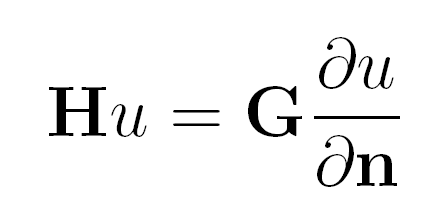 𝐇u = 𝐆 ∂u/∂𝐧